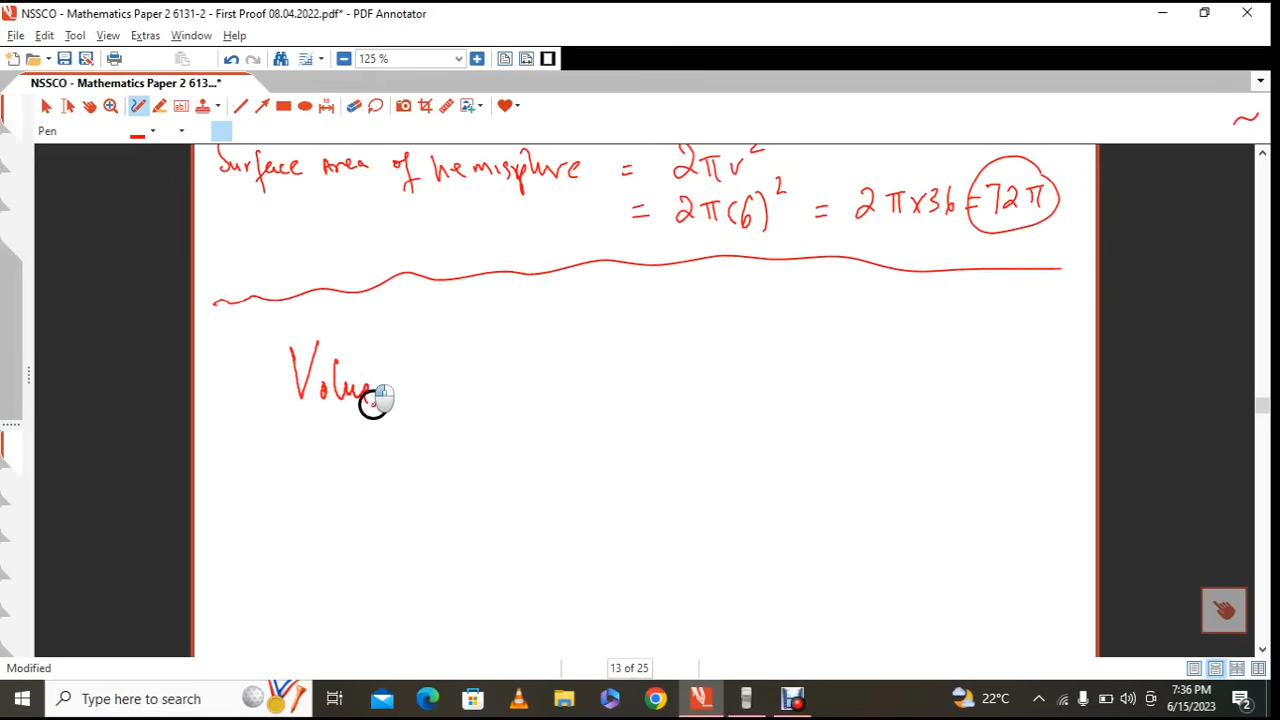 NSSCO - Mathematics Paper 2 6131-2 - First Proof 08.04.2022.pdf* - PDF Annotator
File Edit Tool View Extras Window Help
125 %
NSSCO - Mathematics Paper 2 613...*
Pen
Surface Area of hemisphere = 2πr²
= 2π(6)² = 2π×36 = 72π
Volume
Modified
13 of 25
Type here to search
22°C
7:36 PM
6/15/2023
2